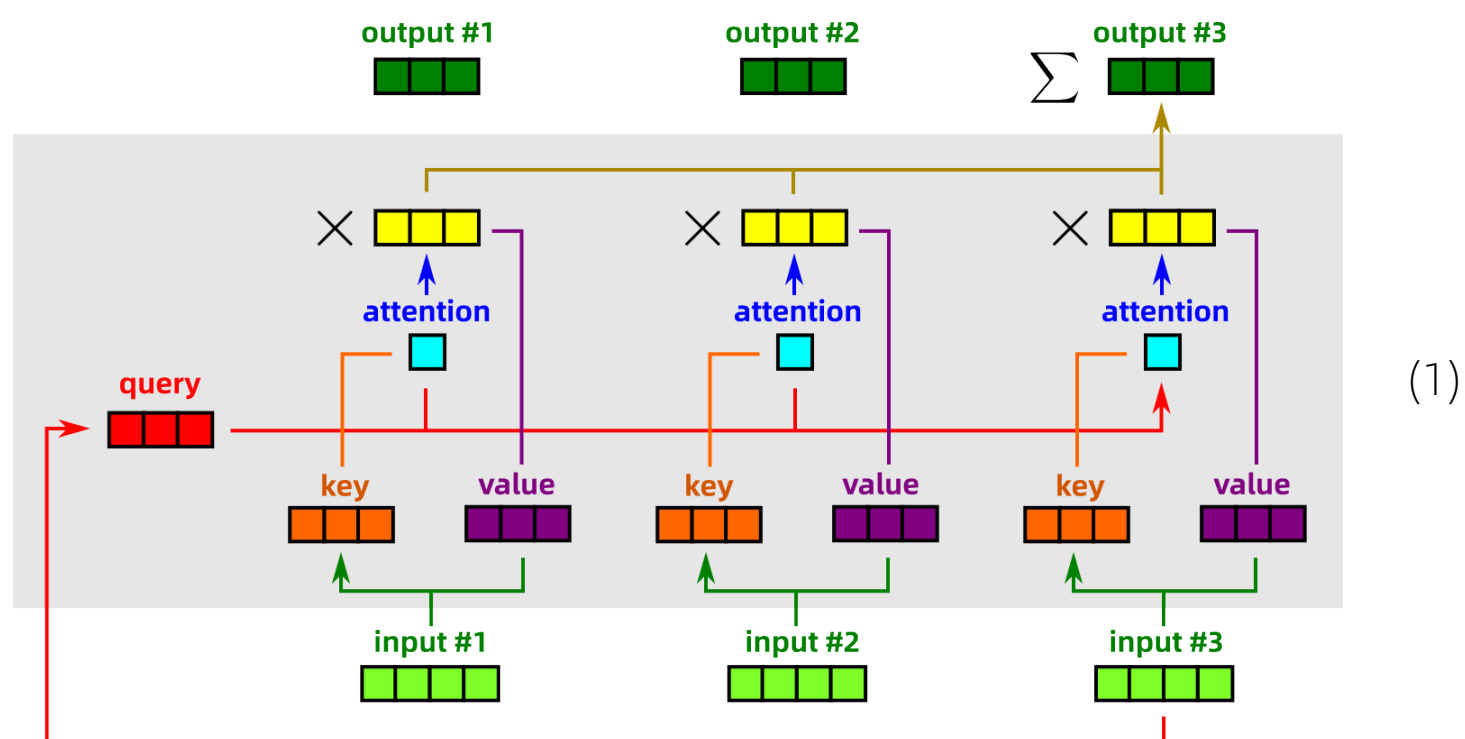 output #1 output #2 output #3
∑
× × ×
attention attention attention
query
(1)
key value key value key value
input #1 input #2 input #3